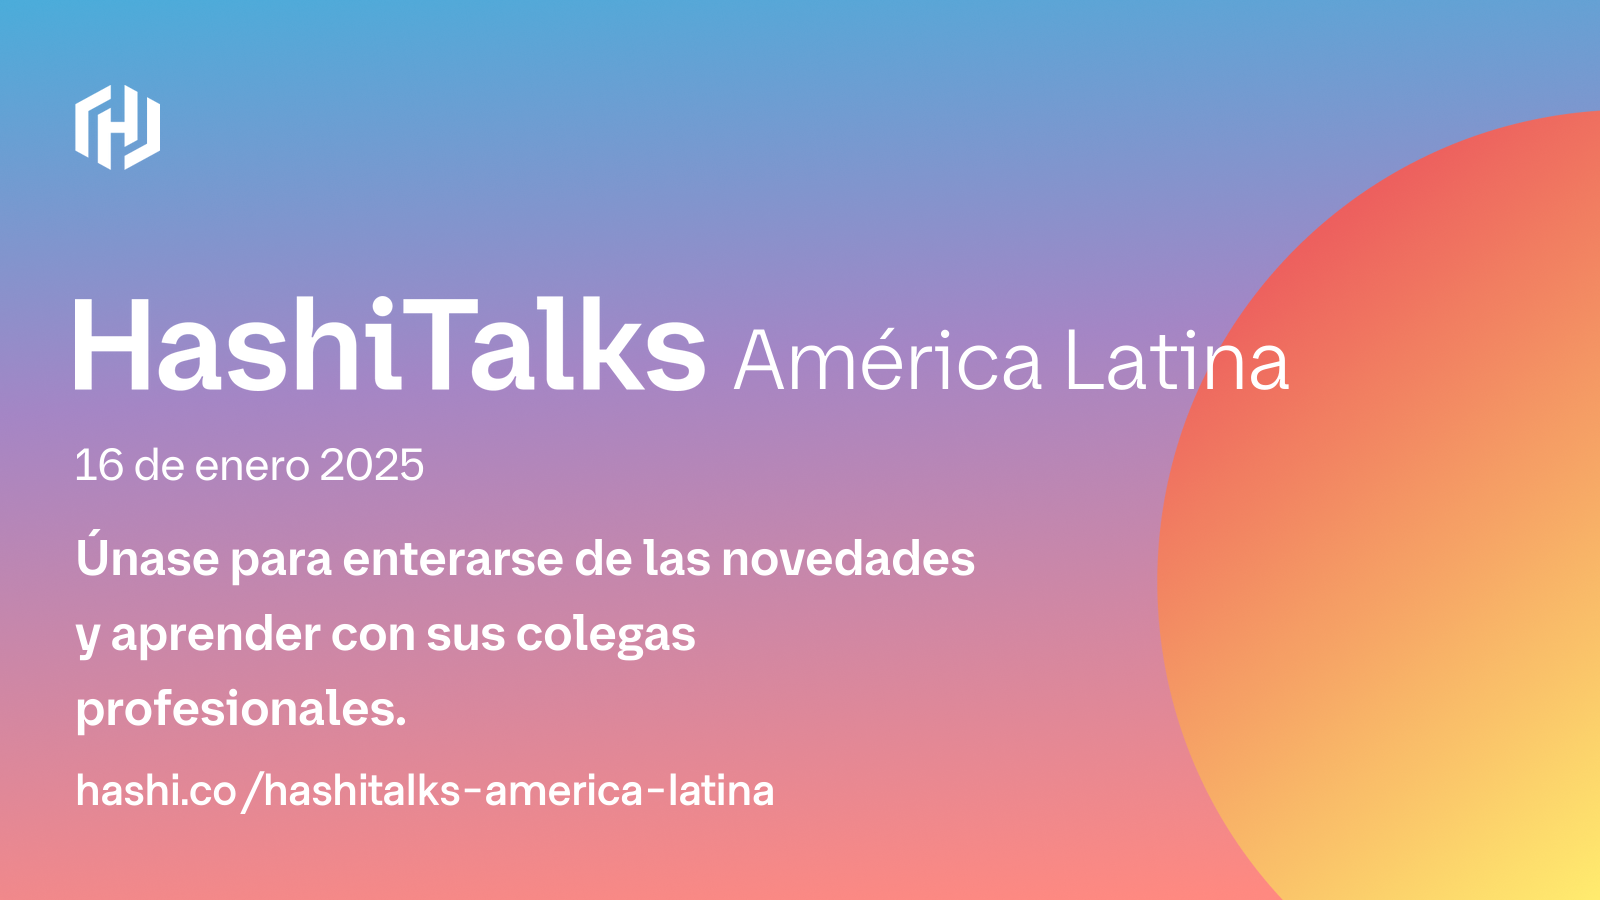 HashiTalks América Latina
16 de enero 2025
Únase para enterarse de las novedades
y aprender con sus colegas
profesionales.
hashi.co/hashitalks-america-latina